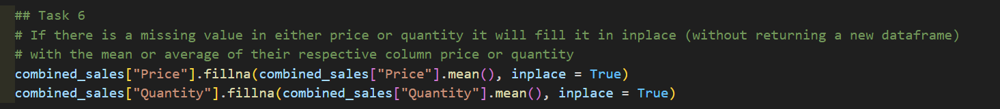 ## Task 6
# If there is a missing value in either price or quantity it will fill it in inplace (without returning a new dataframe)
# with the mean or average of their respective column price or quantity
combined_sales["Price"].fillna(combined_sales["Price"].mean(), inplace = True)
combined_sales["Quantity"].fillna(combined_sales["Quantity"].mean(), inplace = True)